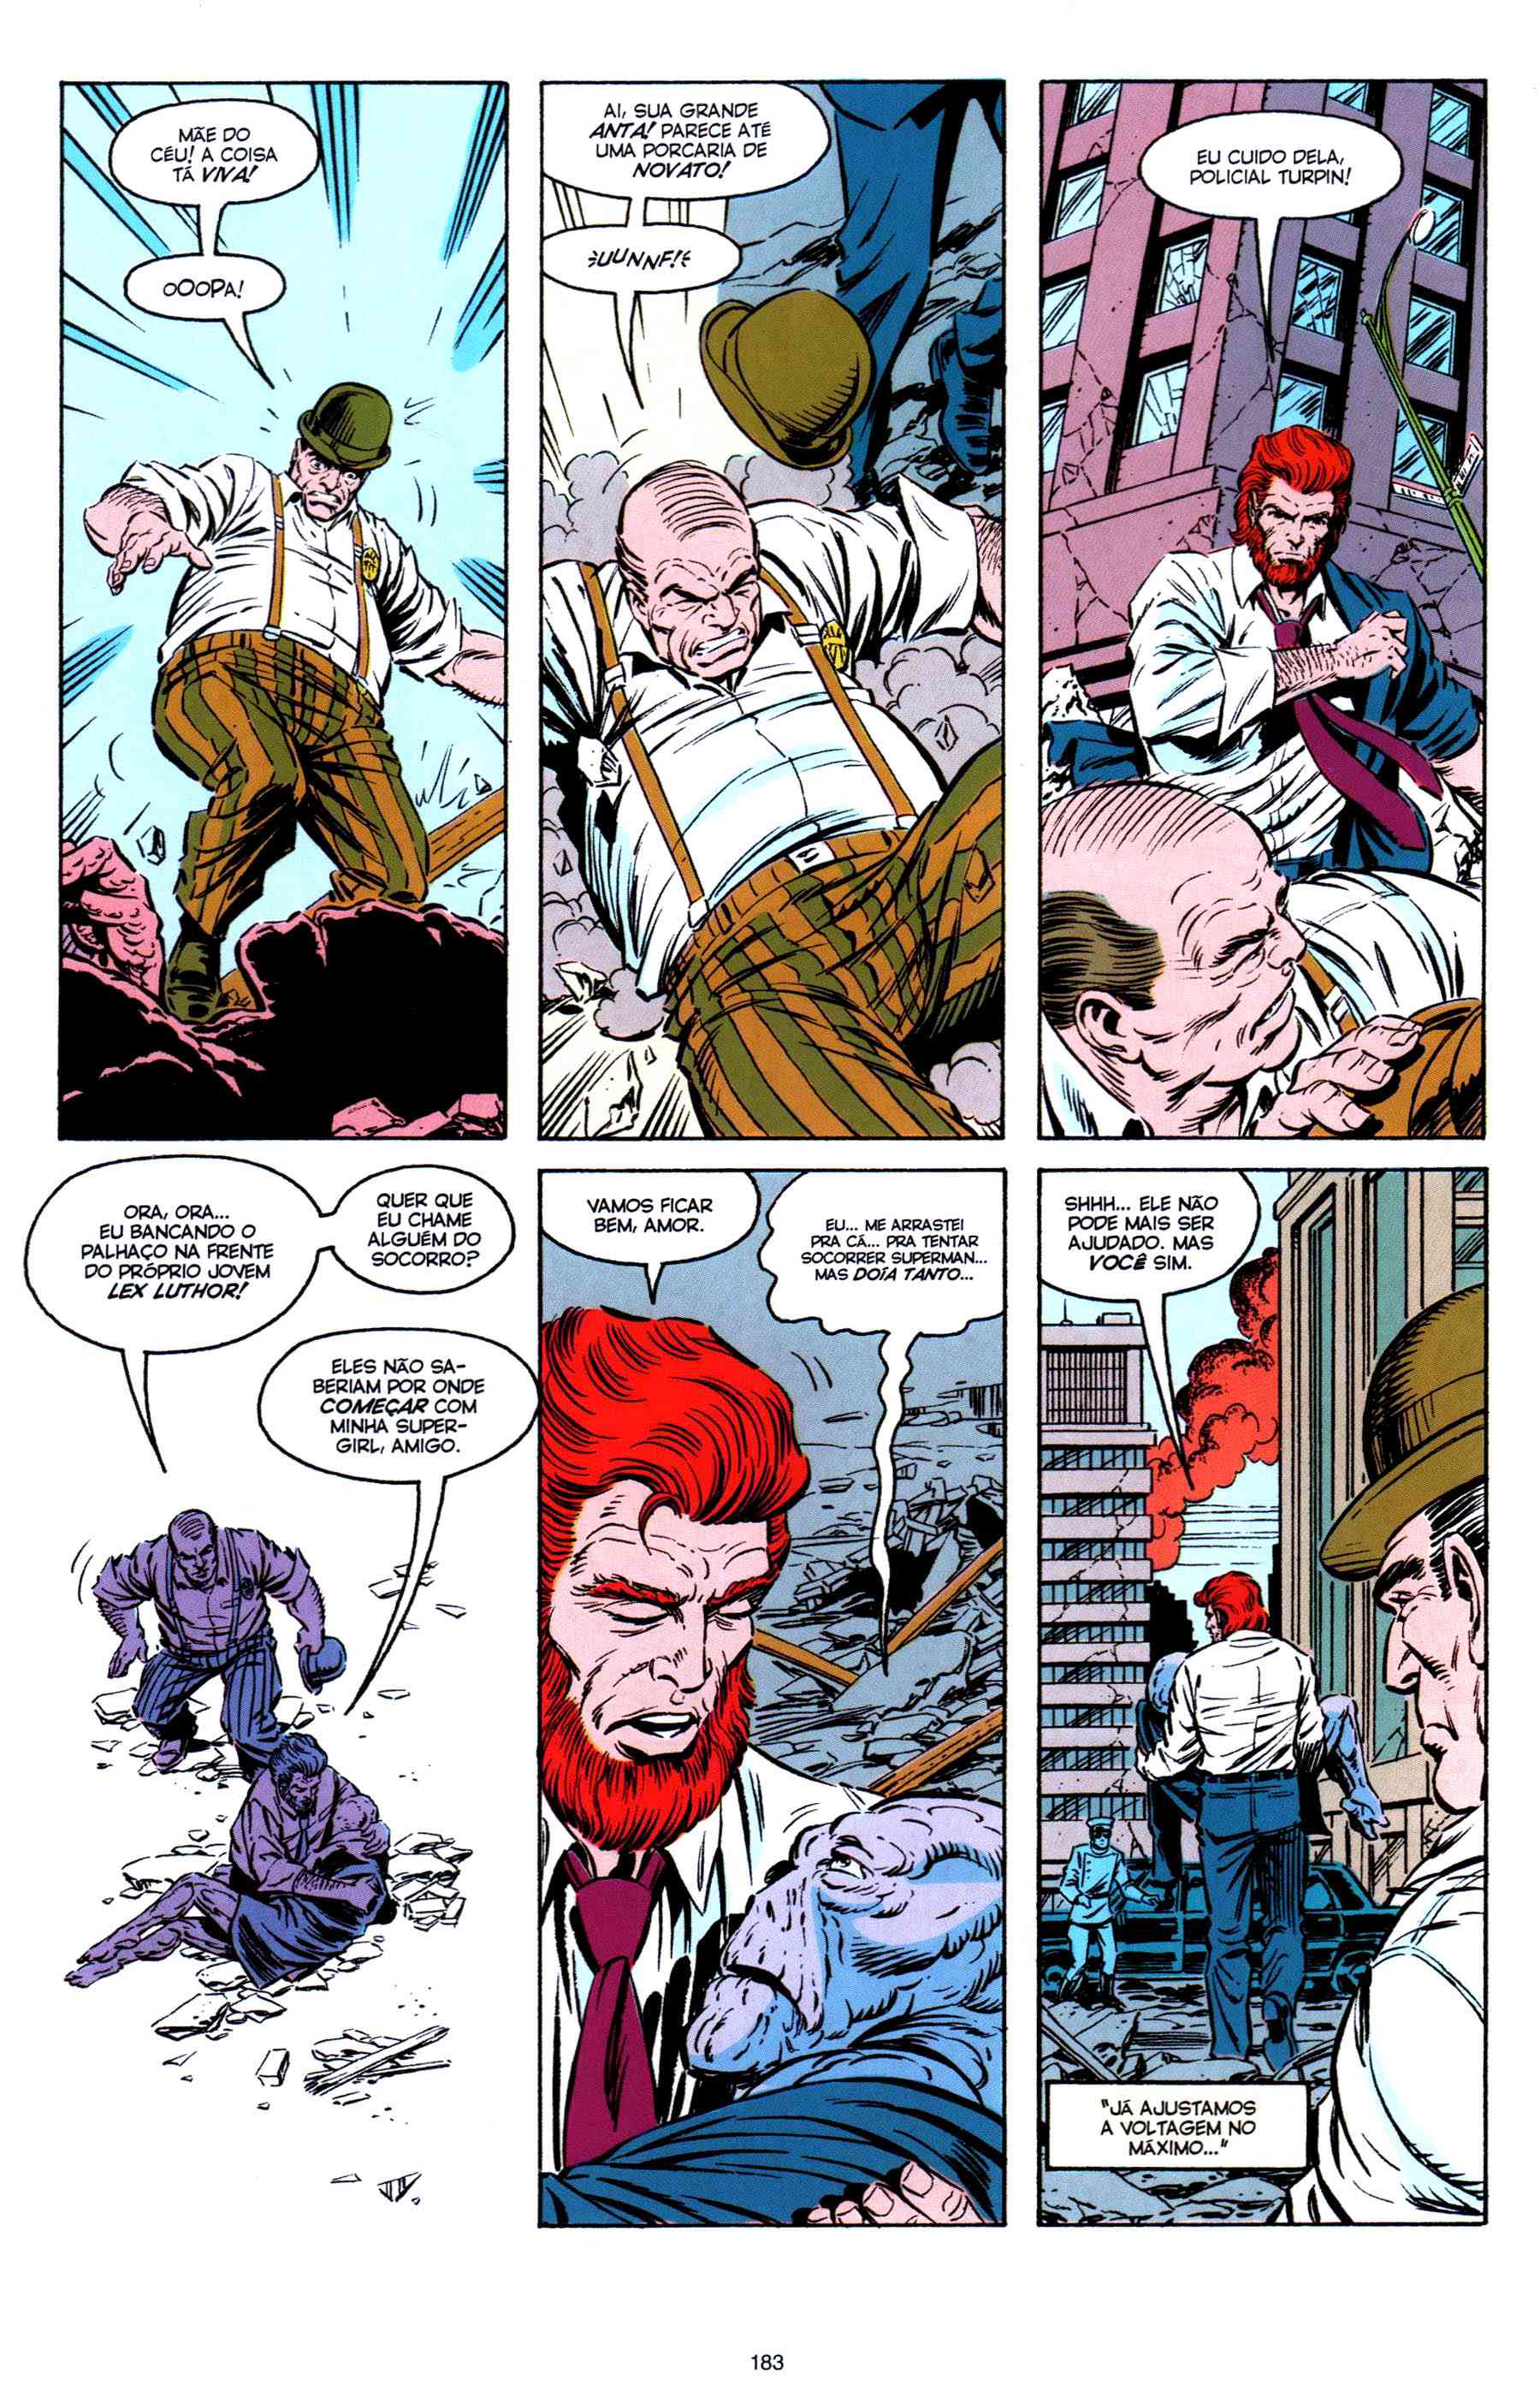 MÃE DO
CÉU! A COISA
TÁ VIVA!
OOOPA!
AI, SUA GRANDE
ANTA! PARECE ATÉ
UMA PORCARIA DE
NOVATO!
UUNNF!
EU CUIDO DELA,
POLICIAL TURPIN!
ORA, ORA...
EU BANCANDO O
PALHAÇO NA FRENTE
DO PRÓPRIO JOVEM
LEX LUTHOR!
QUER QUE
EU CHAME
ALGUÉM DO
SOCORRO?
ELES NÃO SA-
BERIAM POR ONDE
COMEÇAR COM
MINHA SUPER-
GIRL, AMIGO.
VAMOS FICAR
BEM, AMOR.
EU... ME ARRASTEI
PRA CÁ... PRA TENTAR
SOCORRER SUPERMAN...
MAS DOÍA TANTO...
SHHH... ELE NÃO
PODE MAIS SER
AJUDADO. MAS
VOCÊ SIM.
"JÁ AJUSTAMOS
A VOLTAGEM NO
MÁXIMO..."
183